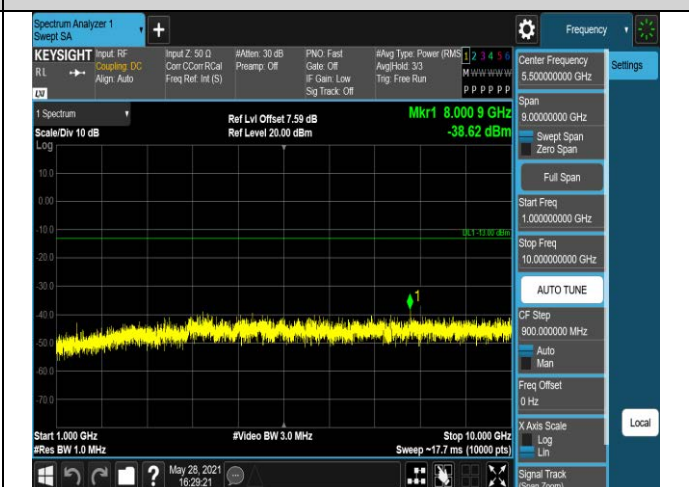 Spectrum Analyzer 1
Swept SA
Frequency
KEYSIGHT
RL
LXI
Input: RF
Coupling: DC
Align: Auto
Input Z: 50 Ω
Corr CCorr RCal
Freq Ref: Int (S)
#Atten: 30 dB
Preamp: Off
PNO: Fast
Gate: Off
IF Gain: Low
Sig Track: Off
#Avg Type: Power (RMS
Avg|Hold: 3/3
Trig: Free Run
1 2 3 4 5 6
M W W W W W
P P P P P P
1 Spectrum
Scale/Div 10 dB
Log
Ref Lvl Offset 7.59 dB
Ref Level 20.00 dBm
Mkr1 8.000 9 GHz
-38.62 dBm
10.0
0.00
-10.0
-20.0
-30.0
-40.0
-50.0
-60.0
-70.0
DL1 -13.00 dBm
1
Start 1.000 GHz
#Res BW 1.0 MHz
#Video BW 3.0 MHz
Stop 10.000 GHz
Sweep ~17.7 ms (10000 pts)
May 28, 2021
16:29:21
Center Frequency
5.500000000 GHz
Span
9.00000000 GHz
Swept Span
Zero Span
Full Span
Start Freq
1.000000000 GHz
Stop Freq
10.000000000 GHz
AUTO TUNE
CF Step
900.000000 MHz
Auto
Man
Freq Offset
0 Hz
X Axis Scale
Log
Lin
Signal Track
(Span Zoom)
Settings
Local